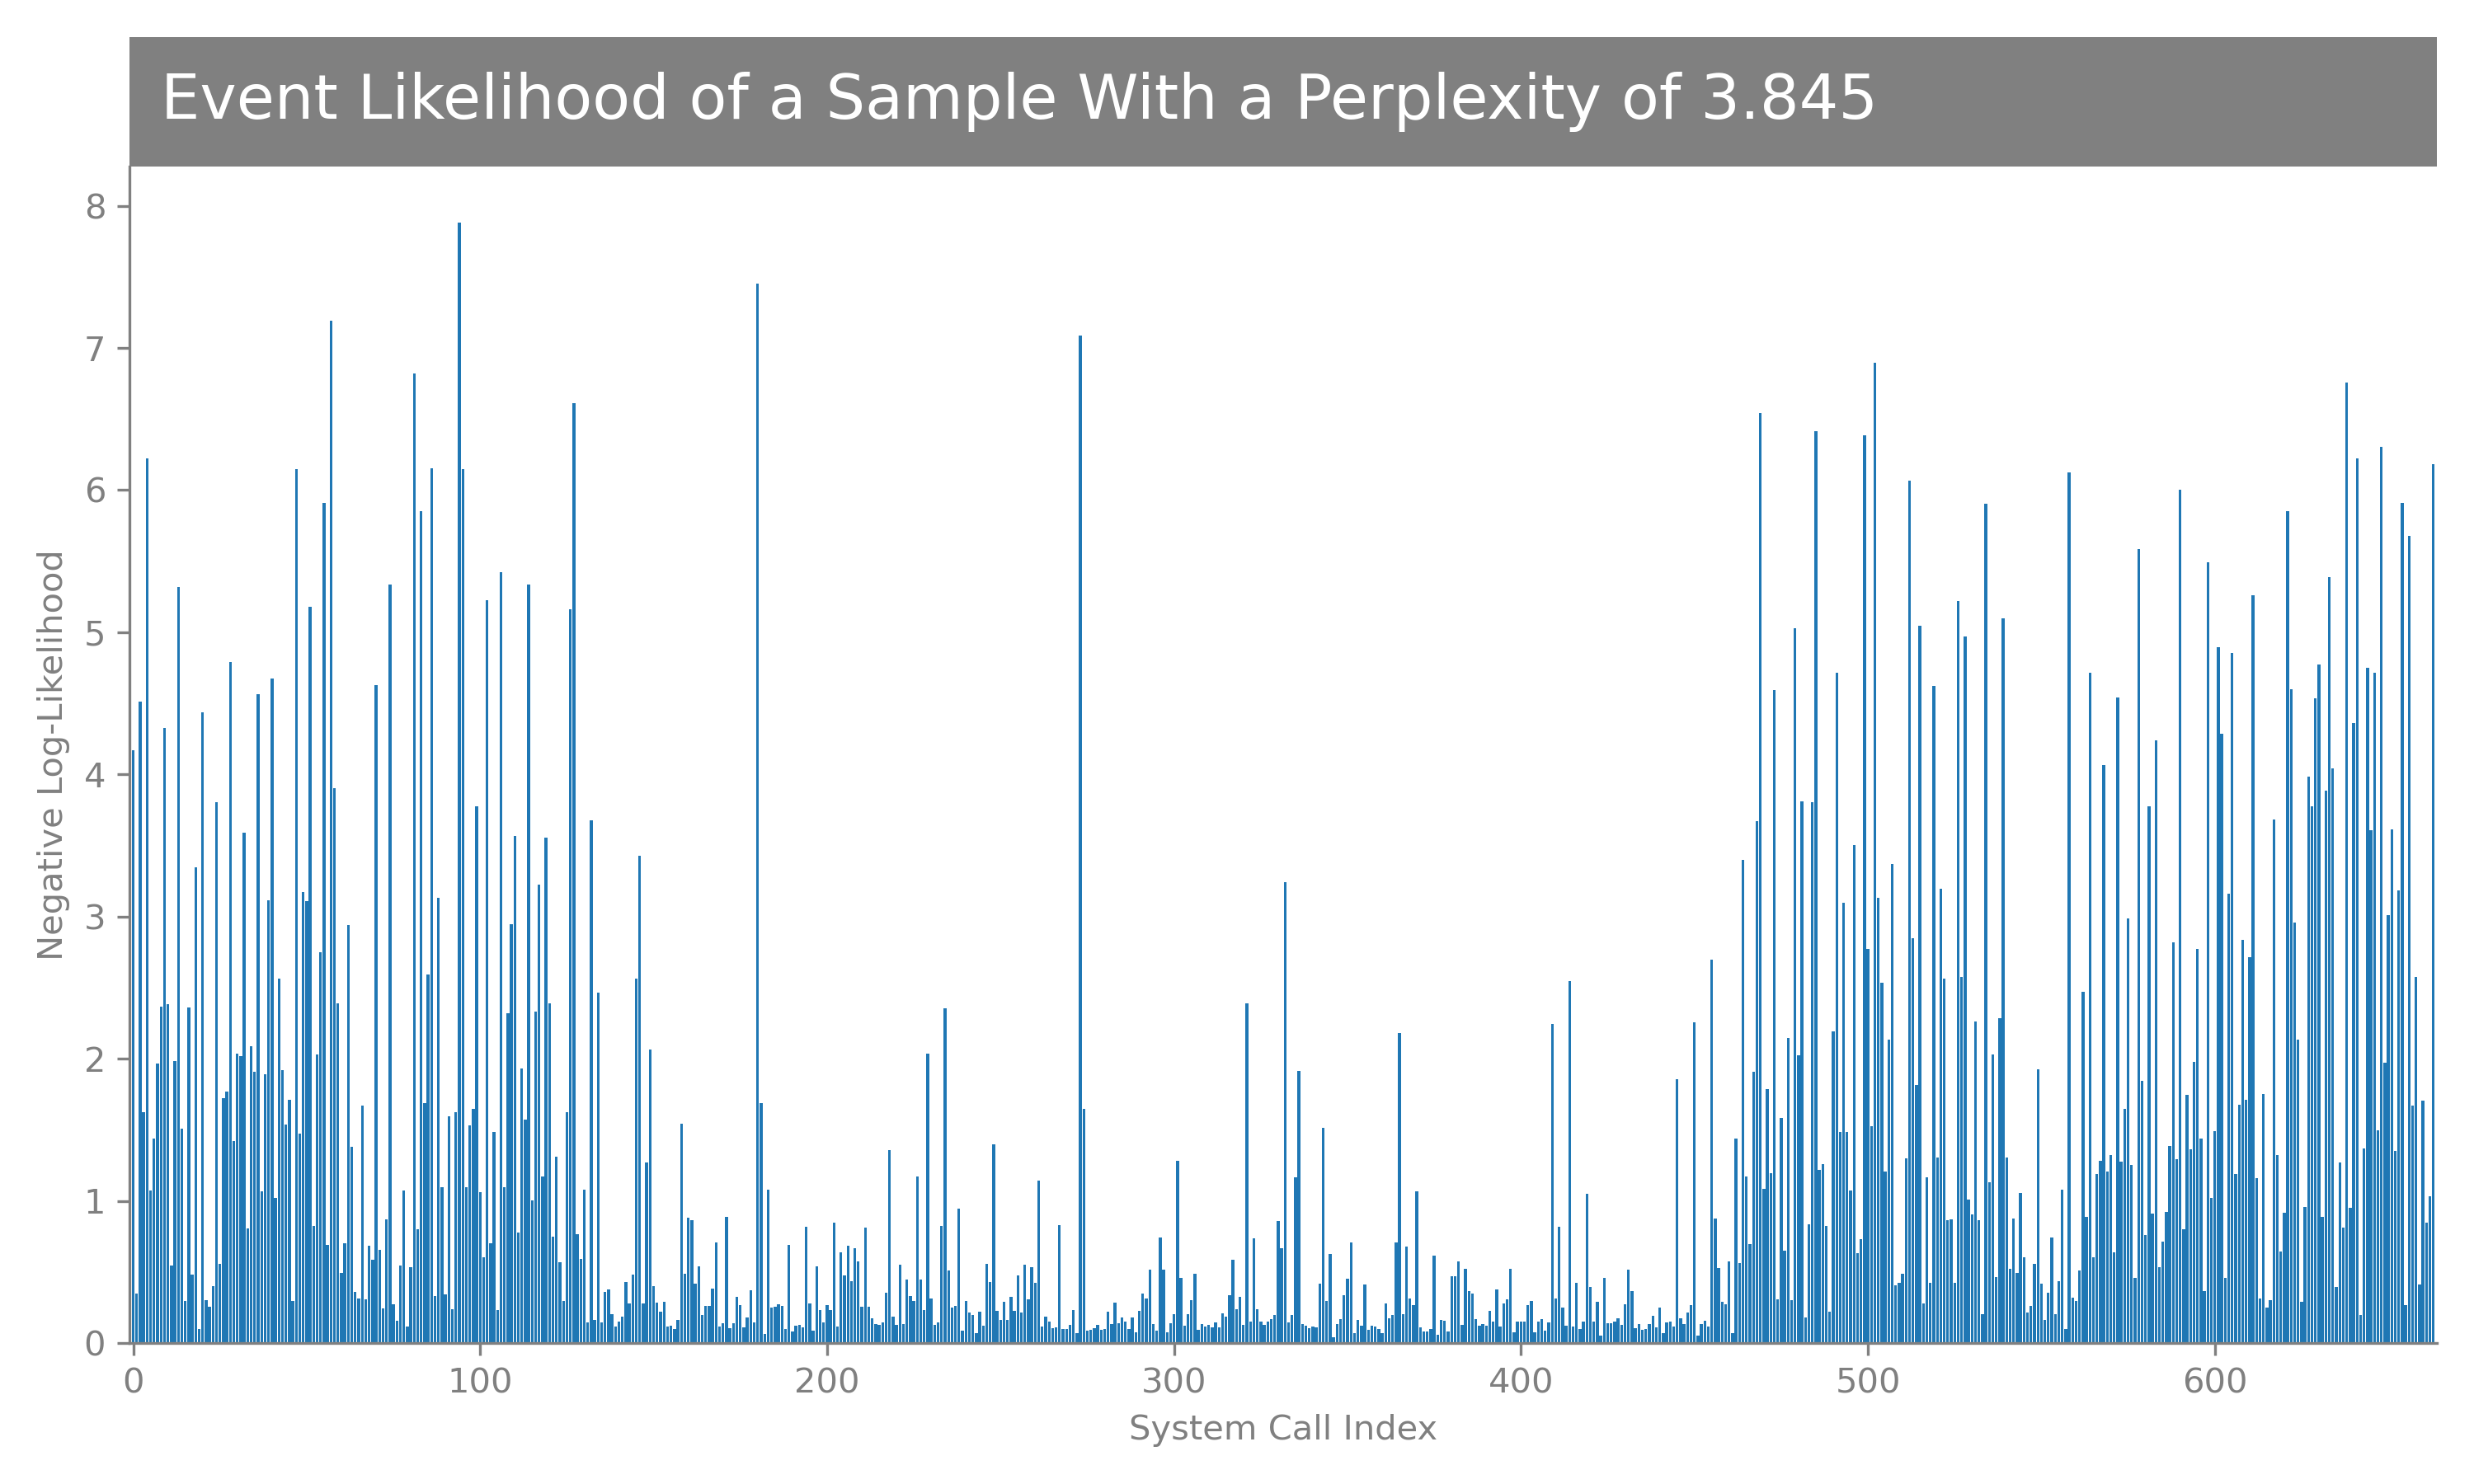 Event Likelihood of a Sample With a Perplexity of 3.845
8
7
6
5
4
3
2
1
0
Negative Log-Likelihood
0 100 200 300 400 500 600
System Call Index